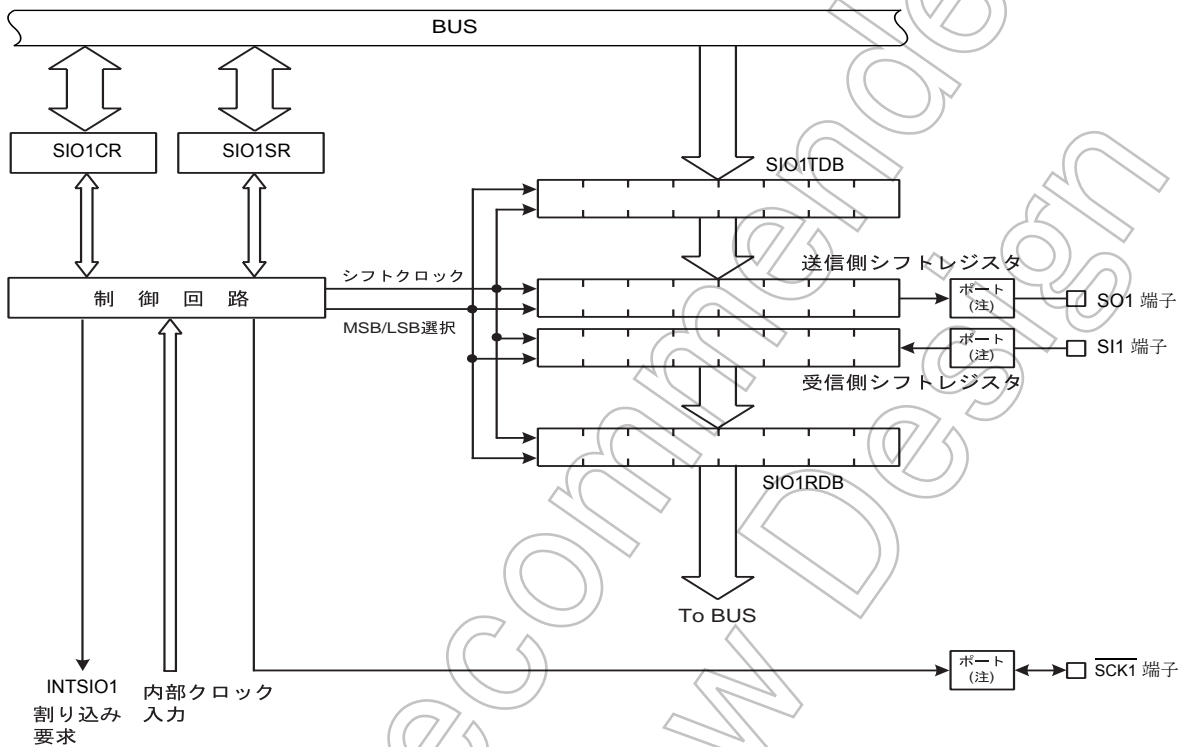 BUS
SIO1CR
SIO1SR
SIO1TDB
シフトクロック
送信側シフトレジスタ
制御回路
ポート
(注)
SO1 端子
MSB/LSB選択
ポート
(注)
SI1 端子
受信側シフトレジスタ
SIO1RDB
To BUS
INTSIO1
割り込み
要求
内部クロック
入力
ポート
(注)
SCK1 端子
ecommende
w Design